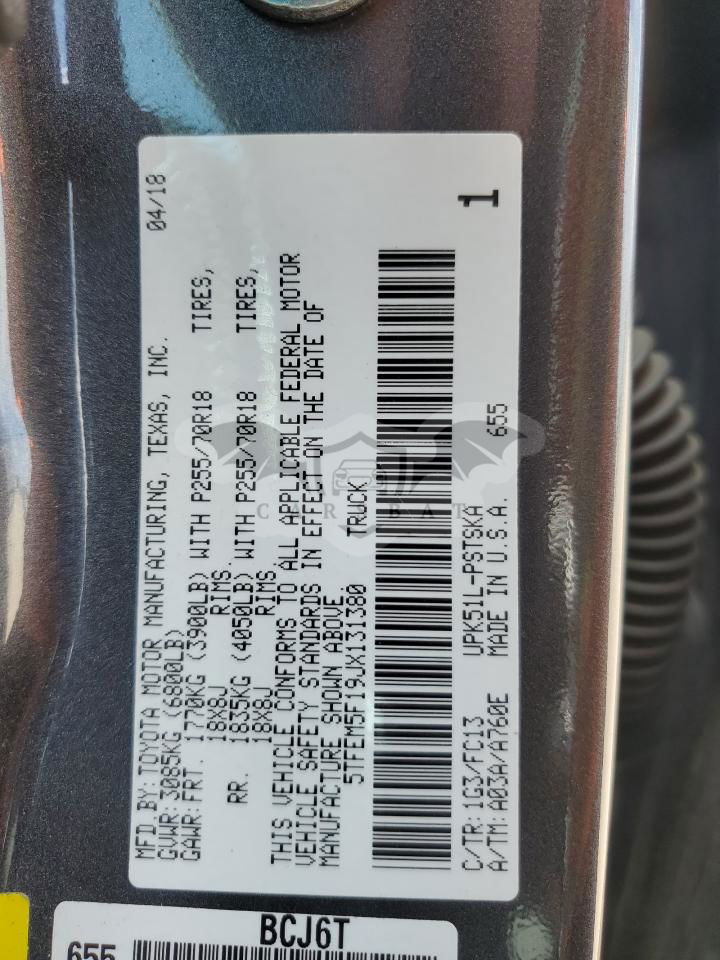 MFD.BY: TOYOTA MOTOR MANUFACTURING, TEXAS, INC. 04/18
GVWR: 3085KG (6800LB)
GAWR: FRT. 1770KG (3900LB) WITH P255/70R18 TIRES,
18X8J RIMS.
RR. 1835KG (4050LB) WITH P255/70R18 TIRES,
18X8J RIMS.
THIS VEHICLE CONFORMS TO ALL APPLICABLE FEDERAL MOTOR
VEHICLE SAFETY STANDARDS IN EFFECT ON THE DATE OF
MANUFACTURE SHOWN ABOVE.
5TFEM5F19JX131380 TRUCK
1
C/TR: 1G3/FC13 UPK51L-PSTSKA 655
A/TM: A03A/A760E MADE IN U.S.A.
BCJ6T
655
CARUBAT